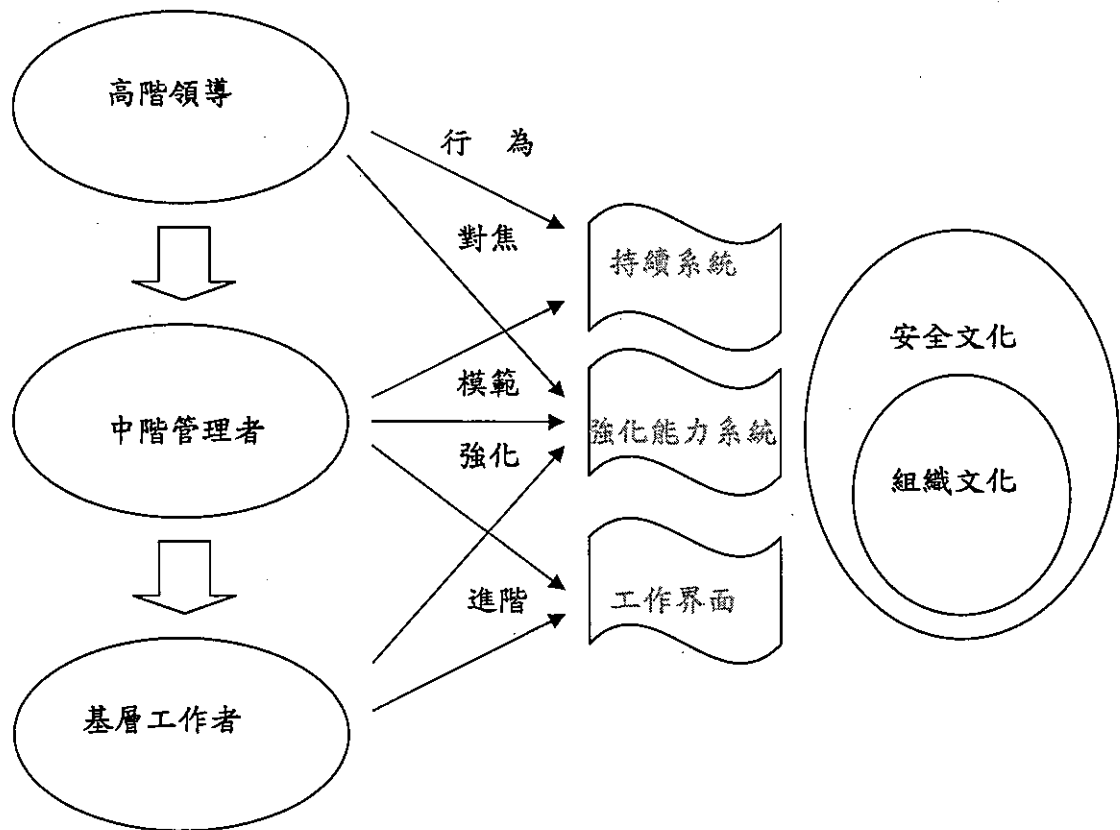 高階領導
行 為
對焦
持續系統
安全文化
模範
中階管理者
強化能力系統
強化
組織文化
進階
工作界面
基層工作者